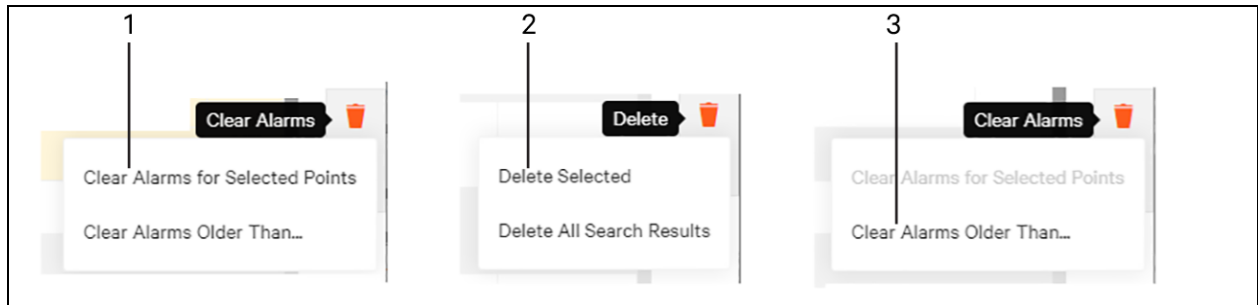 1
Clear Alarms
Clear Alarms for Selected Points
Clear Alarms Older Than...
2
Delete
Delete Selected
Delete All Search Results
3
Clear Alarms
Clear Alarms for Selected Points
Clear Alarms Older Than...